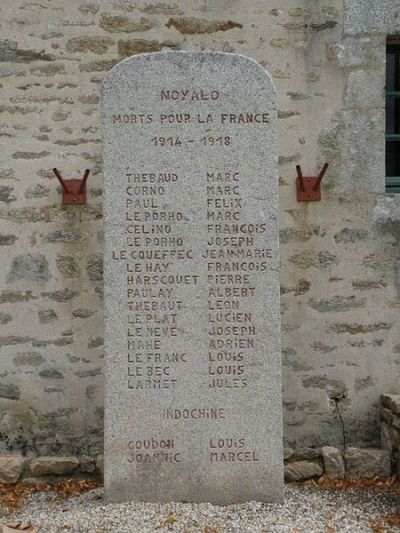 NOYALO
MORTS POUR LA FRANCE
1914 - 1918
THEBAUD MARC
CORNO MARC
PAUL FELIX
LE PORHO MARC
CELINO FRANÇOIS
LE PORHO JOSEPH
LE COUEFFEC JEAN-MARIE
LE HAY FRANÇOIS
HARSCOUET PIERRE
PAULAY ALBERT
THEBAUT LEON
LE PLAT LUCIEN
LE NEVE JOSEPH
MAHE ADRIEN
LE FRANC LOUIS
LE BEC LOUIS
LARMET JULES
INDOCHINE
COUDON LOUIS
JOANNIC MARCEL